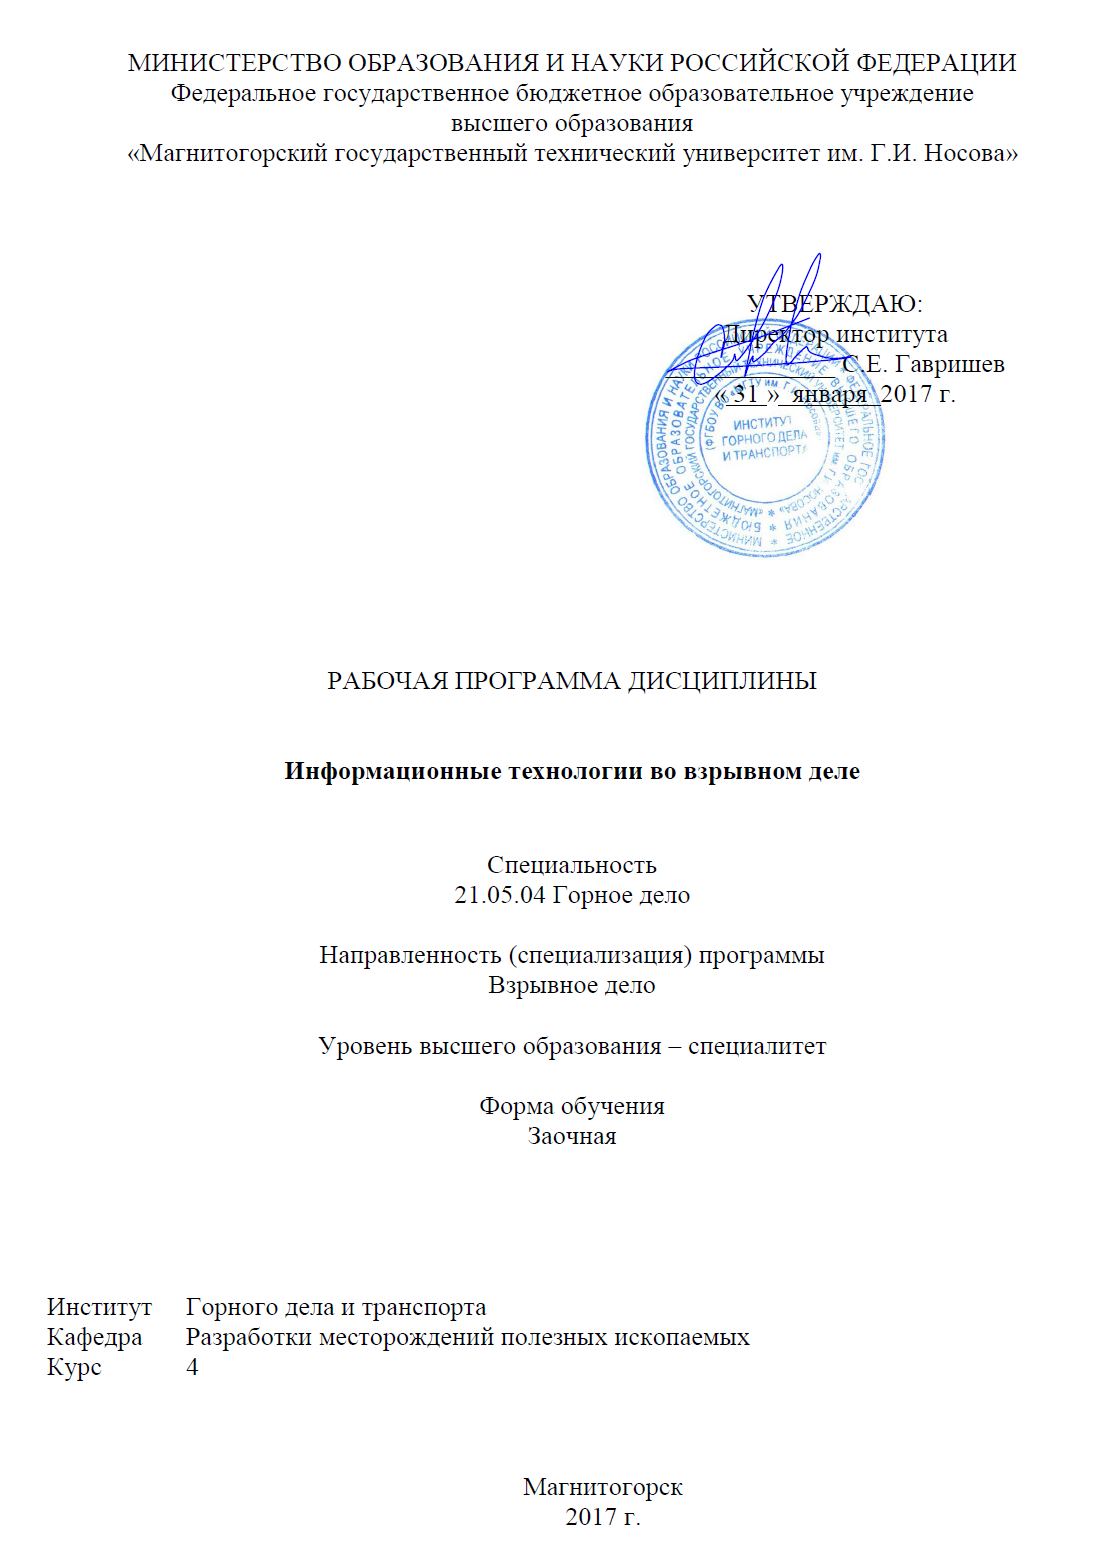 МИНИСТЕРСТВО ОБРАЗОВАНИЯ И НАУКИ РОССИЙСКОЙ ФЕДЕРАЦИИ
Федеральное государственное бюджетное образовательное учреждение
высшего образования
«Магнитогорский государственный технический университет им. Г.И. Носова»
УТВЕРЖДАЮ:
Директор института
С.Е. Гавришев
« 31 » января 2017 г.
ИНСТИТУТ
ГОРНОГО ДЕЛА
И ТРАНСПОРТА
РАБОЧАЯ ПРОГРАММА ДИСЦИПЛИНЫ
Информационные технологии во взрывном деле
Специальность
21.05.04 Горное дело
Направленность (специализация) программы
Взрывное дело
Уровень высшего образования – специалитет
Форма обучения
Заочная
Институт Горного дела и транспорта
Кафедра Разработки месторождений полезных ископаемых
Курс 4
Магнитогорск
2017 г.